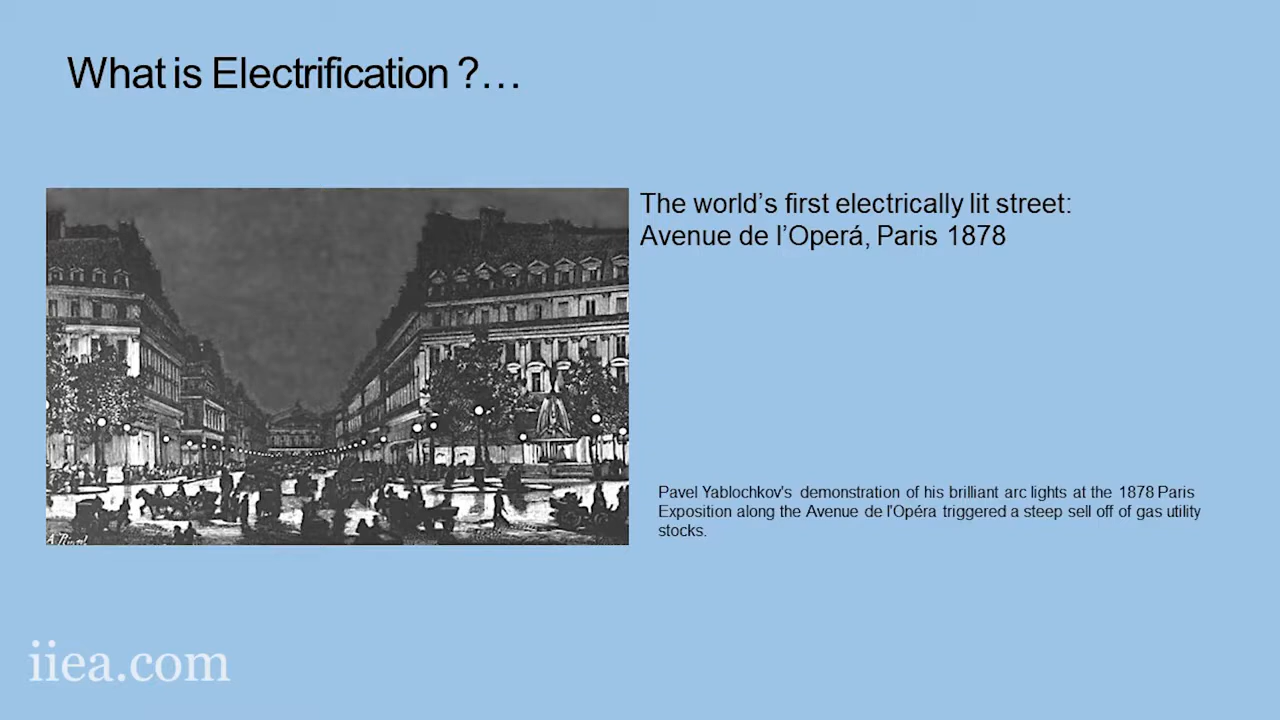 What is Electrification ?…
The world's first electrically lit street:
Avenue de l'Operá, Paris 1878
Pavel Yablochkov's demonstration of his brilliant arc lights at the 1878 Paris
Exposition along the Avenue de l'Opéra triggered a steep sell off of gas utility
stocks.
iiea.com